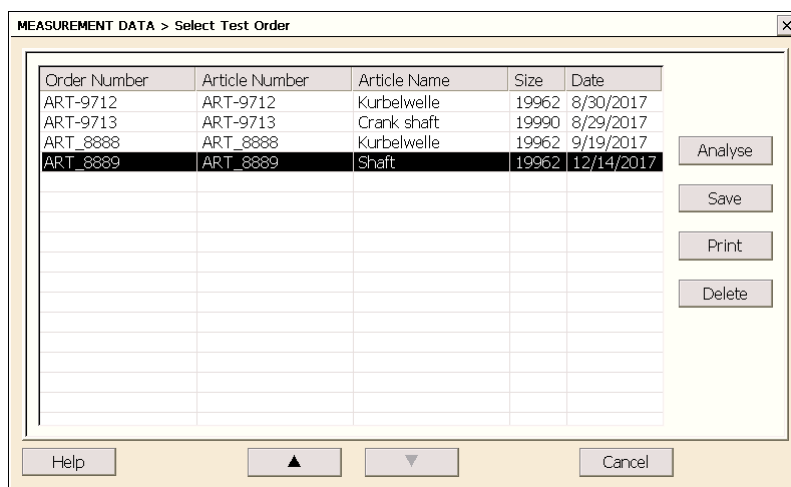 MEASUREMENT DATA > Select Test Order
Order Number Article Number Article Name Size Date
ART-9712 ART-9712 Kurbelwelle 19962 8/30/2017
ART-9713 ART-9713 Crank shaft 19990 8/29/2017
ART_8888 ART_8888 Kurbelwelle 19962 9/19/2017
ART_8889 ART_8889 Shaft 19962 12/14/2017
Analyse
Save
Print
Delete
Help Cancel